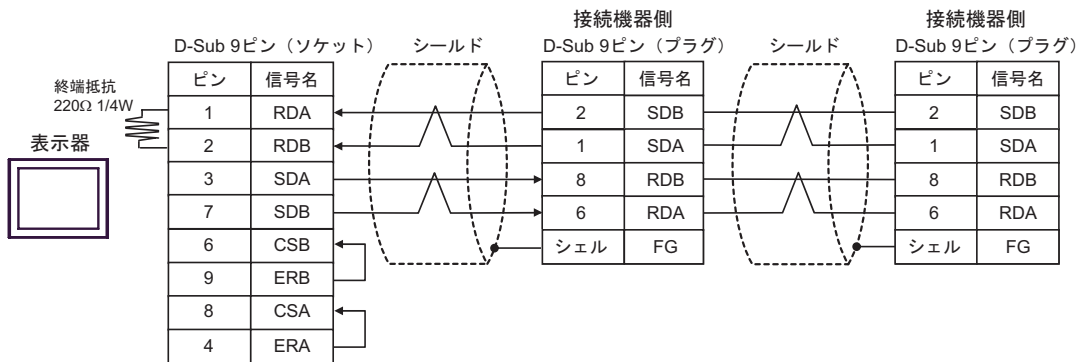 接続機器側 接続機器側
D-Sub 9ピン（ソケット） シールド D-Sub 9ピン（プラグ） シールド D-Sub 9ピン（プラグ）
終端抵抗
220Ω 1/4W
表示器
ピン 信号名
1 RDA
2 RDB
3 SDA
7 SDB
6 CSB
9 ERB
8 CSA
4 ERA
ピン 信号名
2 SDB
1 SDA
8 RDB
6 RDA
シェル FG
ピン 信号名
2 SDB
1 SDA
8 RDB
6 RDA
シェル FG